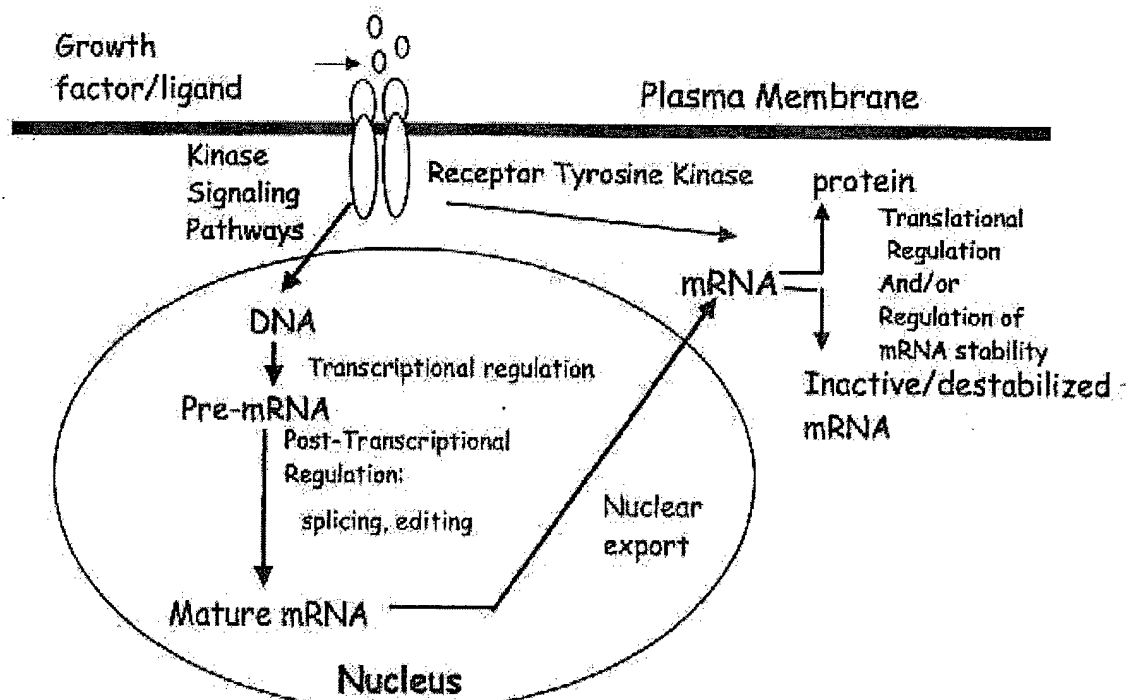 Growth
factor/ligand
Plasma Membrane
Kinase
Signaling
Pathways
Receptor Tyrosine Kinase
protein
Translational
Regulation
And/or
Regulation of
mRNA stability
mRNA
Inactive/destabilized
mRNA
DNA
Transcriptional regulation
Pre-mRNA
Post-Transcriptional
Regulation:
splicing, editing
Nuclear
export
Mature mRNA
Nucleus